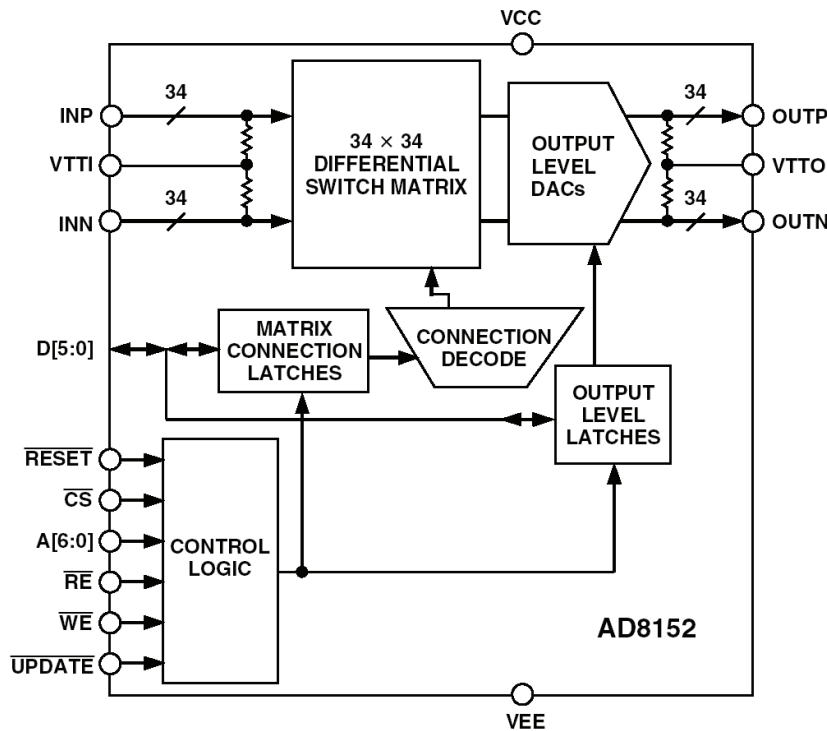 VCC
34
34
INP
OUTP
34 × 34
DIFFERENTIAL
SWITCH MATRIX
OUTPUT
LEVEL
DACs
VTTI
VTTO
34
34
INN
OUTN
D[5:0]
MATRIX
CONNECTION
LATCHES
CONNECTION
DECODE
OUTPUT
LEVEL
LATCHES
RESET
CS
A[6:0]
CONTROL
LOGIC
RE
WE
AD8152
UPDATE
VEE